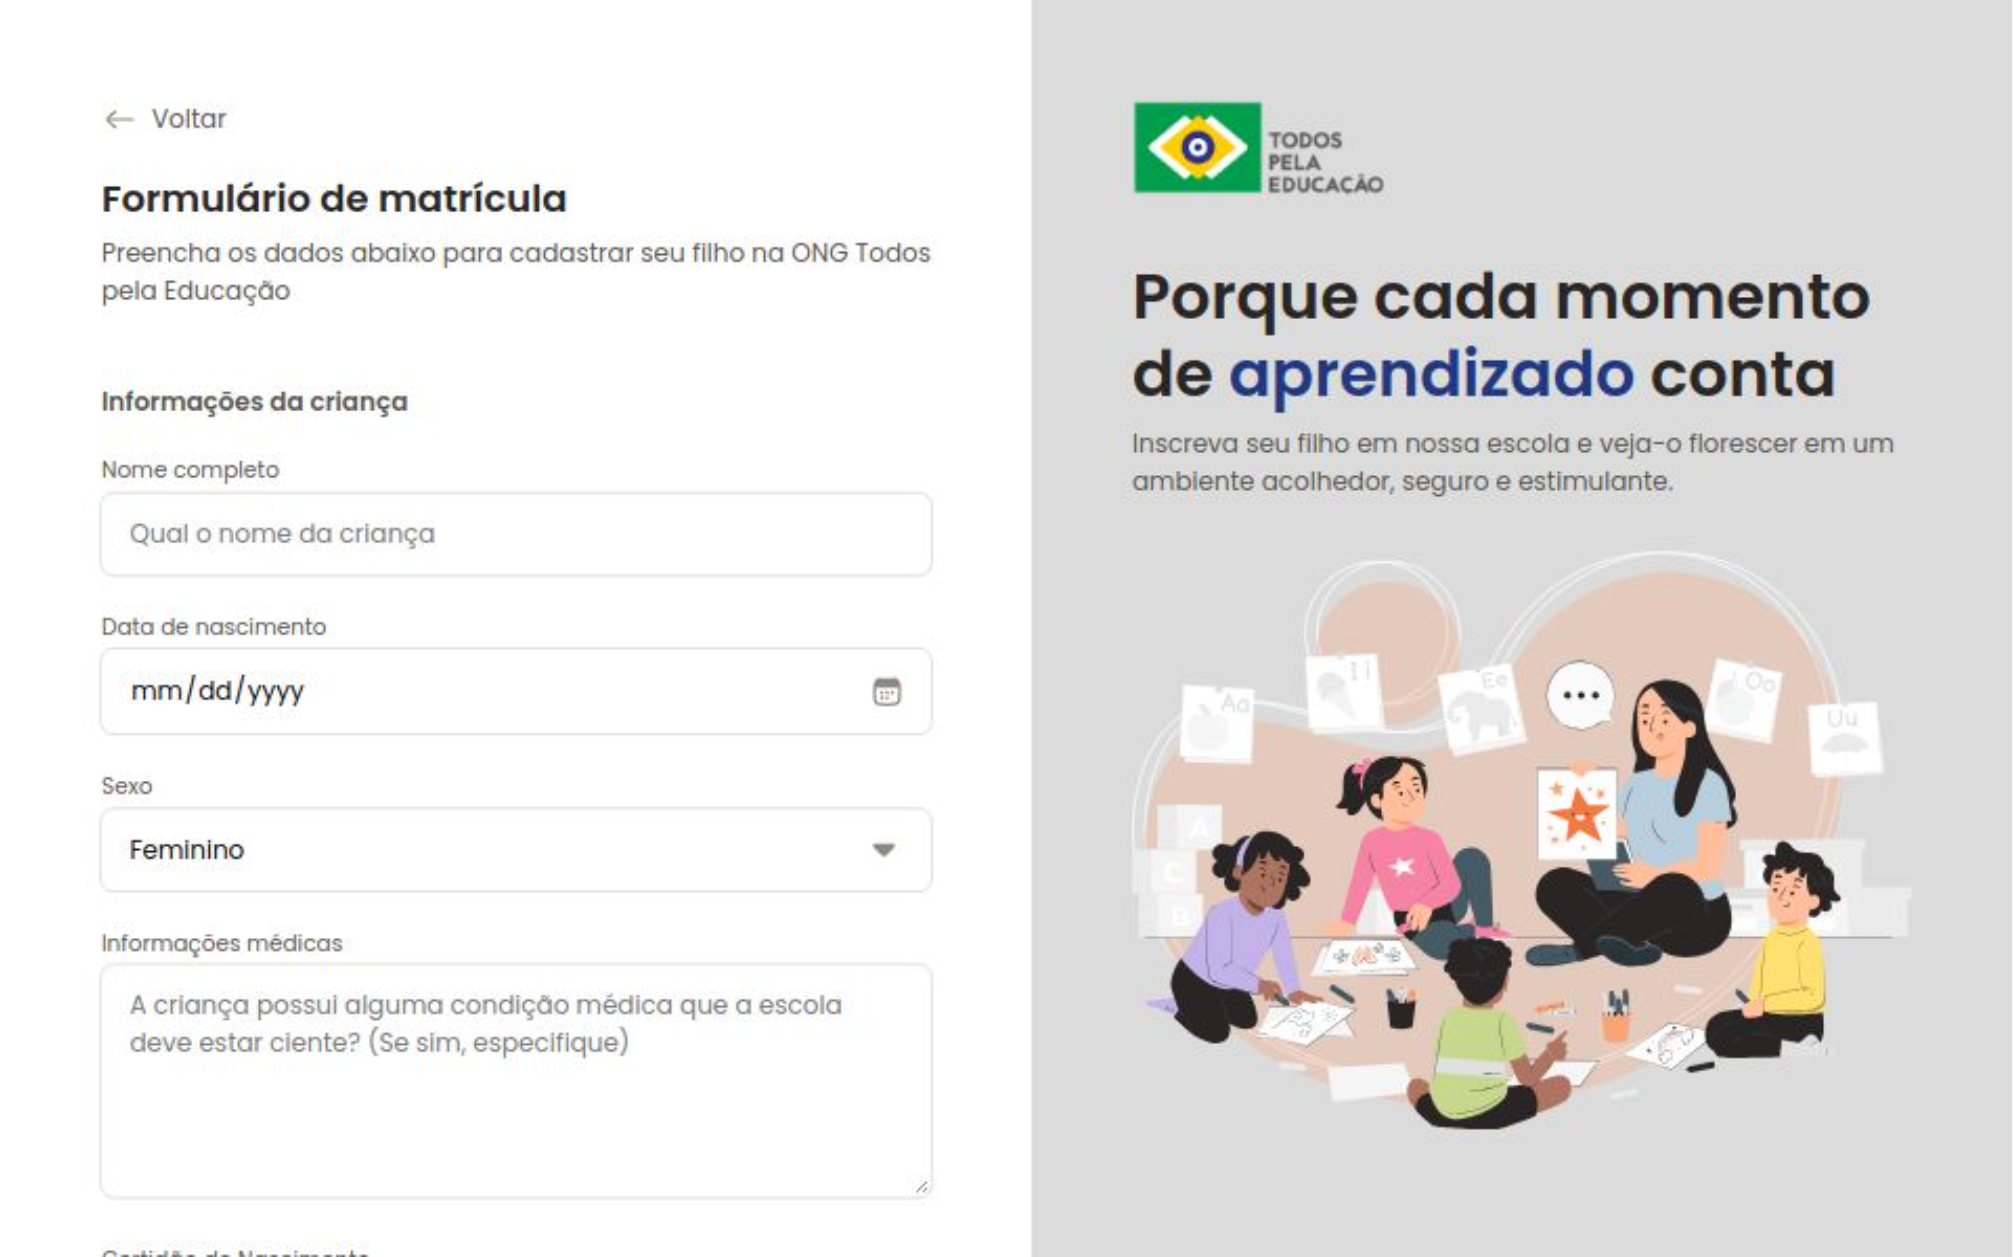 Voltar
Formulário de matrícula
Preencha os dados abaixo para cadastrar seu filho na ONG Todos
pela Educação
Informações da criança
Nome completo
Qual o nome da criança
Data de nascimento
mm/dd/yyyy
Sexo
Feminino
Informações médicas
A criança possui alguma condição médica que a escola
deve estar ciente? (Se sim, especifique)
Certidão de Nascimento
TODOS
PELA
EDUCAÇÃO
Porque cada momento
de aprendizado conta
Inscreva seu filho em nossa escola e veja-o florescer em um
ambiente acolhedor, seguro e estimulante.
Aa
Ee
Oo
Uu
A
C
B